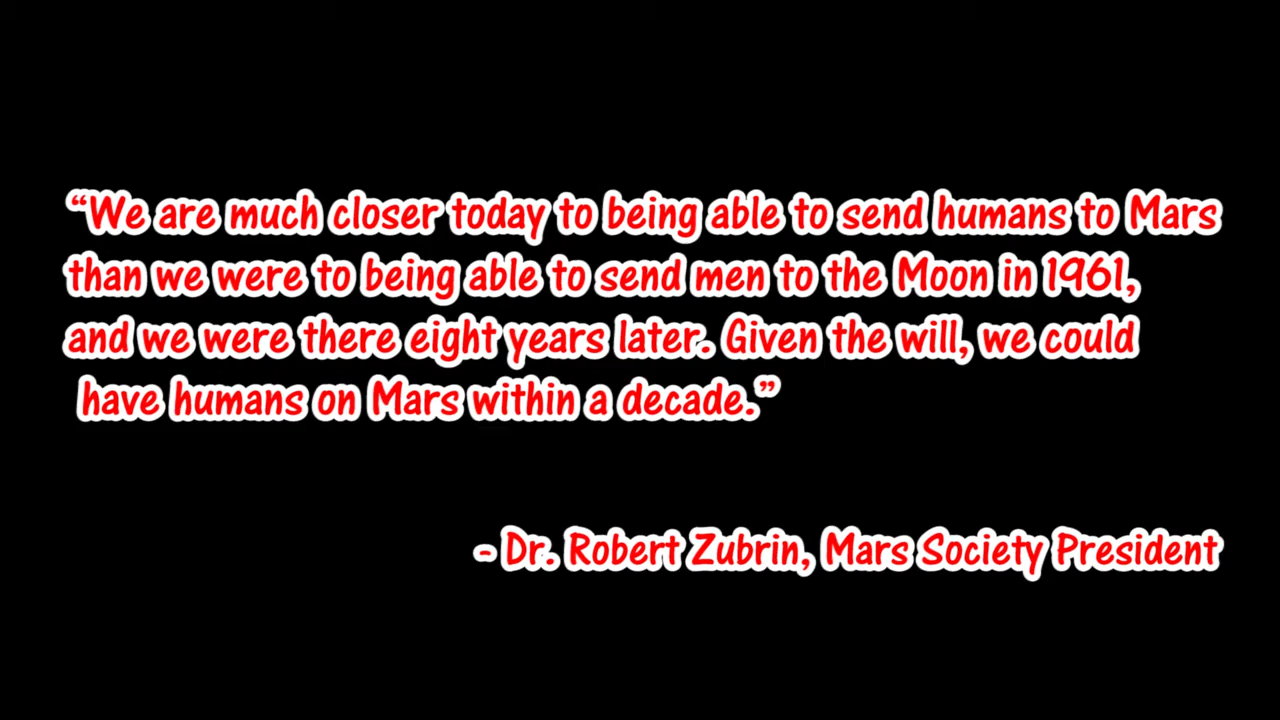 “We are much closer today to being able to send humans to Mars
than we were to being able to send men to the Moon in 1961,
and we were there eight years later. Given the will, we could
have humans on Mars within a decade.”
- Dr. Robert Zubrin, Mars Society President